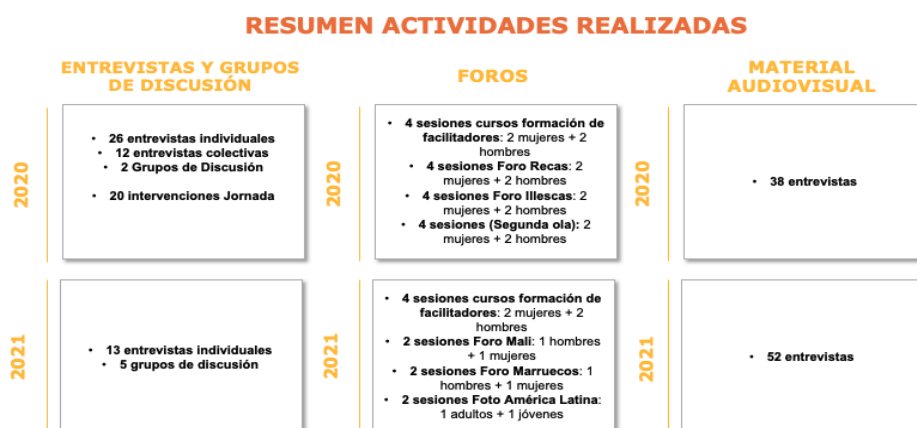 RESUMEN ACTIVIDADES REALIZADAS
ENTREVISTAS Y GRUPOS
DE DISCUSIÓN
FOROS
MATERIAL
AUDIOVISUAL
2020
• 26 entrevistas individuales
• 12 entrevistas colectivas
• 2 Grupos de Discusión
• 20 intervenciones Jornada
2020
• 4 sesiones cursos formación de
facilitadores: 2 mujeres + 2
hombres
• 4 sesiones Foro Recas: 2
mujeres + 2 hombres
• 4 sesiones Foro Illescas: 2
mujeres + 2 hombres
• 4 sesiones (Segunda ola): 2
mujeres + 2 hombres
2020
• 38 entrevistas
2021
• 13 entrevistas individuales
• 5 grupos de discusión
2021
• 4 sesiones cursos formación de
facilitadores: 2 mujeres + 2
hombres
• 2 sesiones Foro Mali: 1 hombres
+ 1 mujeres
• 2 sesiones Foro Marruecos: 1
hombres + 1 mujeres
• 2 sesiones Foto América Latina:
1 adultos + 1 jóvenes
2021
• 52 entrevistas